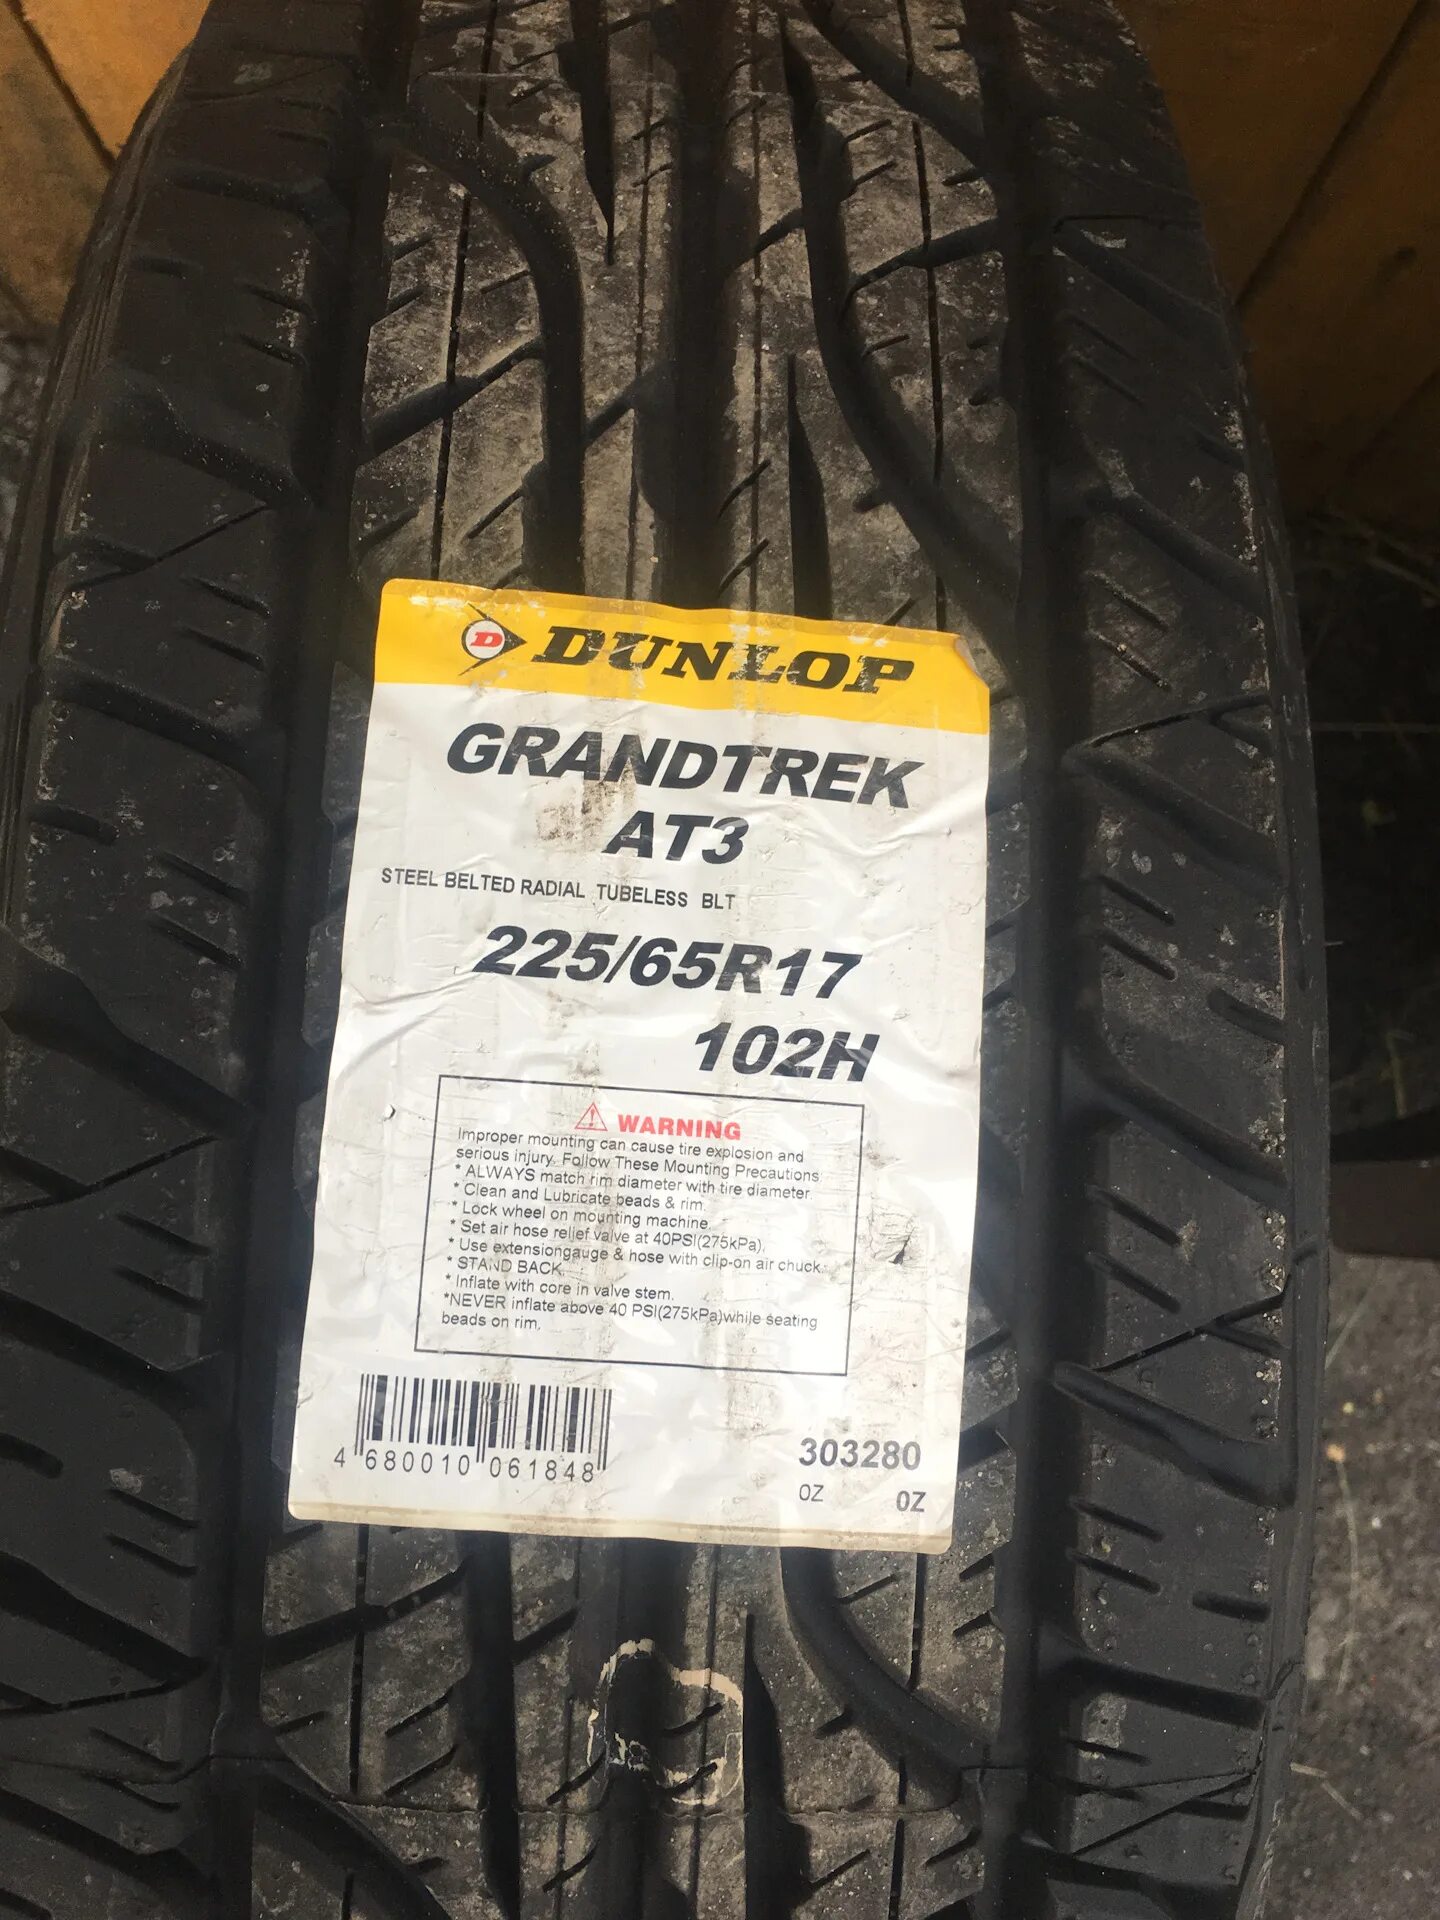 D DUNLOP
GRANDTREK
AT3
STEEL BELTED RADIAL TUBELESS BLT
225/65R17
102H
WARNING
Improper mounting can cause tire explosion and
serious injury. Follow These Mounting Precautions
* ALWAYS match rim diameter with tire diameter.
* Clean and Lubricate beads & rim.
* Lock wheel on mounting machine.
* Set air hose relief valve at 40PSI(275kPa).
* Use extensiongauge & hose with clip-on air chuck.
* STAND BACK.
* Inflate with core in valve stem.
*NEVER inflate above 40 PSI(275kPa)while seating
beads on rim.
4 680010 061848
303280
OZ OZ